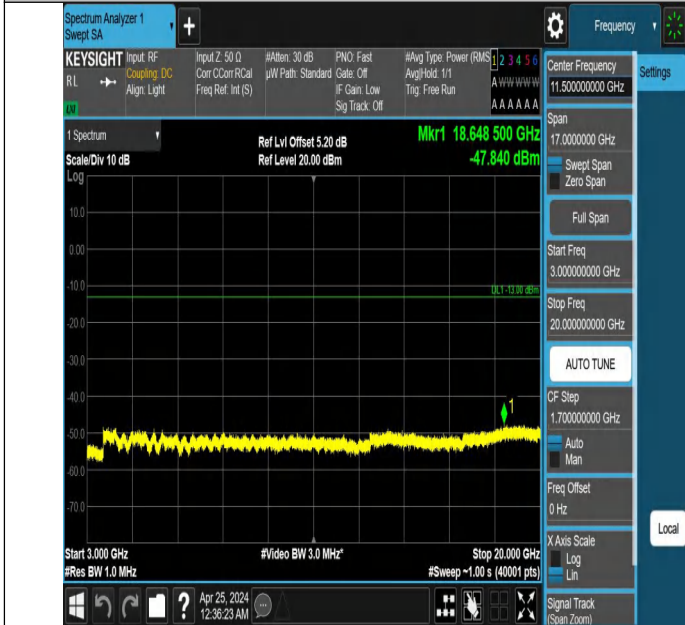 Spectrum Analyzer 1
Swept SA
Frequency
KEYSIGHT
RL
Input: RF
Coupling: DC
Align: Light
Input Z: 50 Ω
Corr CCorr RCal
Freq Ref: Int (S)
#Atten: 30 dB
µW Path: Standard
PNO: Fast
Gate: Off
IF Gain: Low
Sig Track: Off
#Avg Type: Power (RMS
Avg|Hold: 1/1
Trig: Free Run
1 2 3 4 5 6
A W W W W W
A A A A A A
1 Spectrum
Scale/Div 10 dB
Log
Ref Lvl Offset 5.20 dB
Ref Level 20.00 dBm
Mkr1 18.648 500 GHz
-47.840 dBm
10.0
0.00
-10.0
DL1 -13.00 dBm
-20.0
-30.0
-40.0
1
-50.0
-60.0
-70.0
Start 3.000 GHz
#Res BW 1.0 MHz
#Video BW 3.0 MHz*
Stop 20.000 GHz
#Sweep ~1.00 s (40001 pts)
?
Apr 25, 2024
12:36:23 AM
Center Frequency
11.500000000 GHz
Settings
Span
17.0000000 GHz
Swept Span
Zero Span
Full Span
Start Freq
3.000000000 GHz
Stop Freq
20.000000000 GHz
AUTO TUNE
CF Step
1.700000000 GHz
Auto
Man
Freq Offset
0 Hz
Local
X Axis Scale
Log
Lin
Signal Track
(Span Zoom)